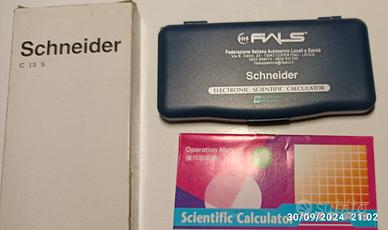 Schneider
C 13 S
FIALS
Federazione Italiana Autonomie Locali e Sanità
Schneider
ELECTRONIC SCIENTIFIC CALCULATOR
Operation Manual
Scientific Calculator
30/09/2024 21:02
subito